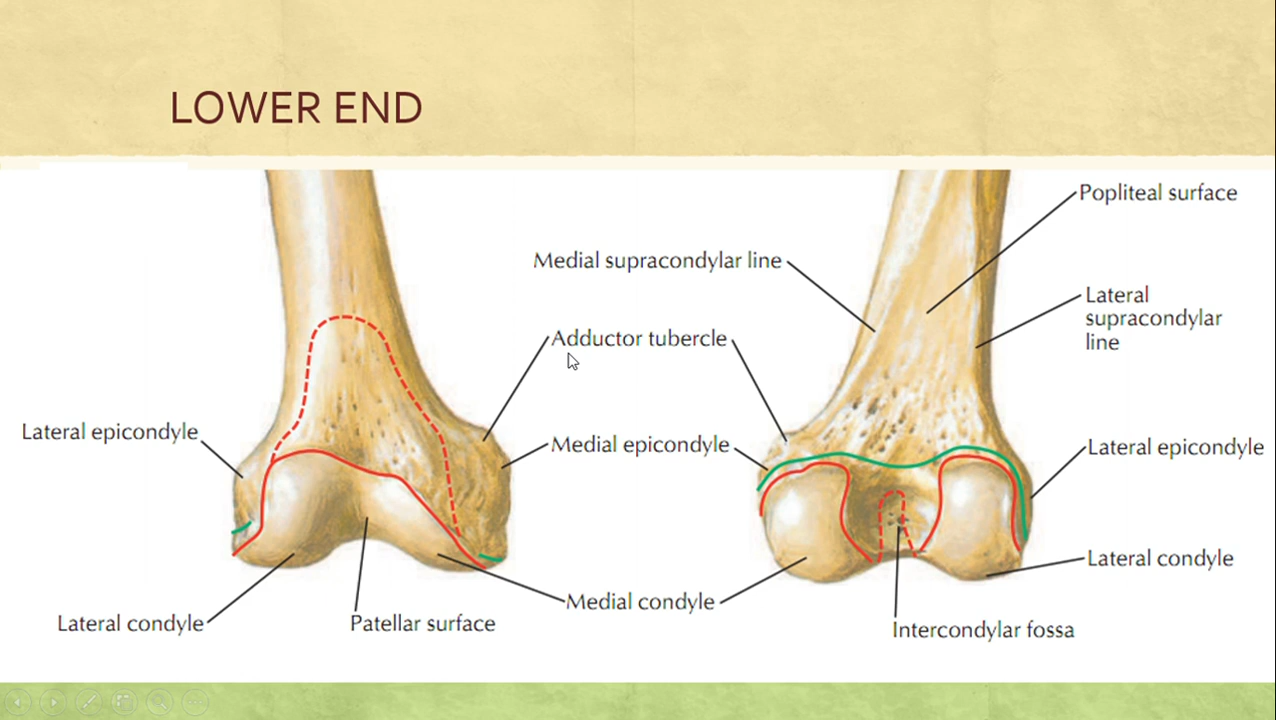 LOWER END
Popliteal surface
Medial supracondylar line
Lateral
supracondylar
line
Adductor tubercle
Lateral epicondyle
Medial epicondyle
Lateral epicondyle
Lateral condyle
Medial condyle
Lateral condyle
Patellar surface
Intercondylar fossa